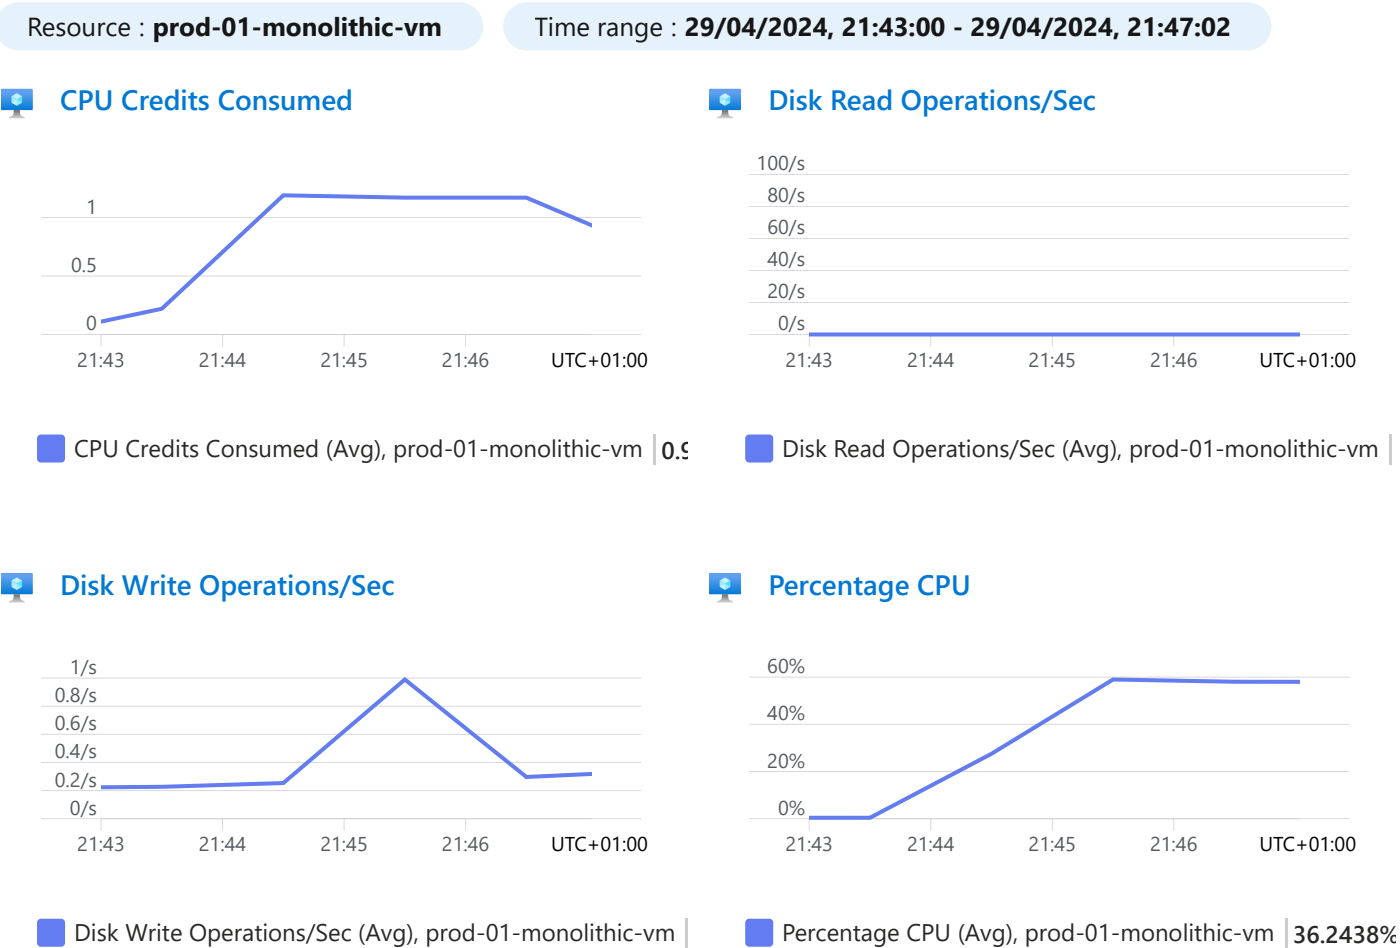 Resource : prod-01-monolithic-vm
Time range : 29/04/2024, 21:43:00 - 29/04/2024, 21:47:02
CPU Credits Consumed
1
0.5
0
21:43 21:44 21:45 21:46 UTC+01:00
CPU Credits Consumed (Avg), prod-01-monolithic-vm
Disk Read Operations/Sec
100/s
80/s
60/s
40/s
20/s
0/s
21:43 21:44 21:45 21:46 UTC+01:00
Disk Read Operations/Sec (Avg), prod-01-monolithic-vm
Disk Write Operations/Sec
1/s
0.8/s
0.6/s
0.4/s
0.2/s
0/s
21:43 21:44 21:45 21:46 UTC+01:00
Disk Write Operations/Sec (Avg), prod-01-monolithic-vm
Percentage CPU
60%
40%
20%
0%
21:43 21:44 21:45 21:46 UTC+01:00
Percentage CPU (Avg), prod-01-monolithic-vm 36.2438%